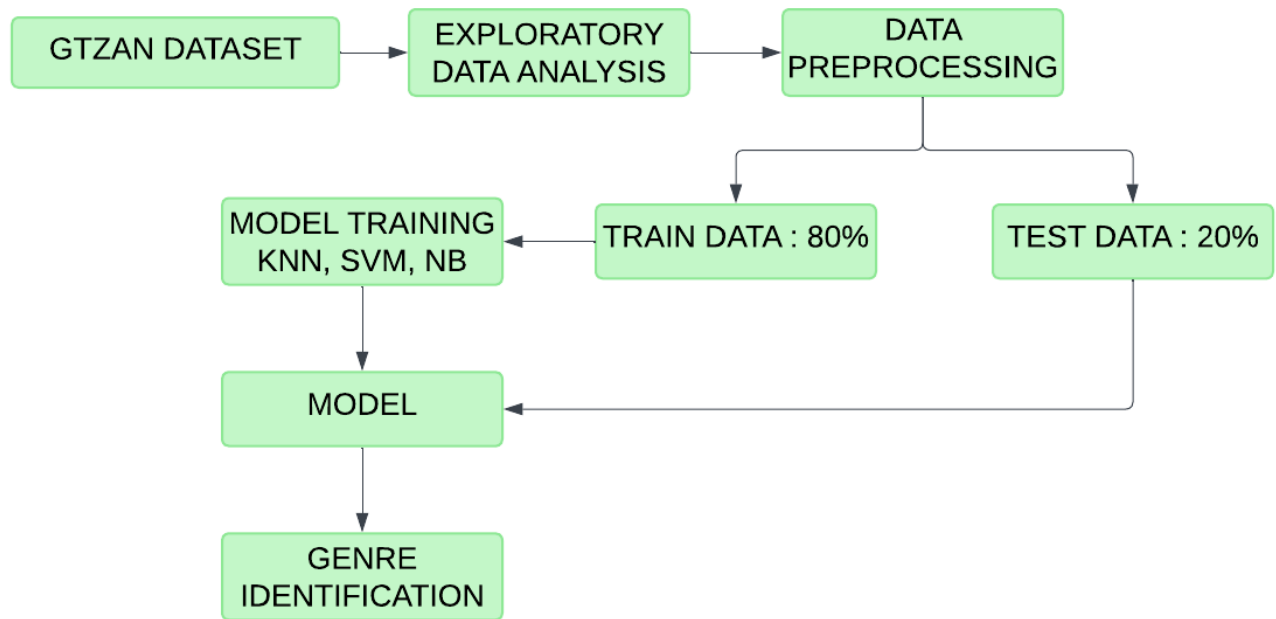 GTZAN DATASET
EXPLORATORY
DATA ANALYSIS
DATA
PREPROCESSING
MODEL TRAINING
KNN, SVM, NB
TRAIN DATA : 80%
TEST DATA : 20%
MODEL
GENRE
IDENTIFICATION